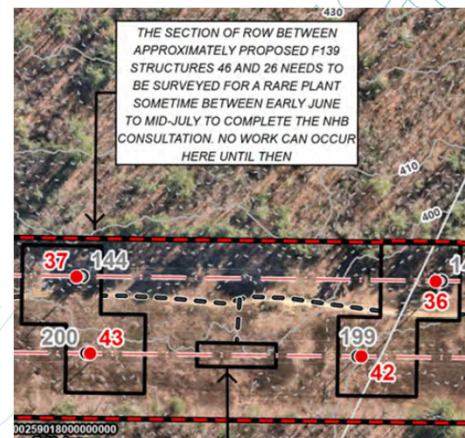 430
THE SECTION OF ROW BETWEEN
APPROXIMATELY PROPOSED F139
STRUCTURES 46 AND 26 NEEDS TO
BE SURVEYED FOR A RARE PLANT
SOMETIME BETWEEN EARLY JUNE
TO MID-JULY TO COMPLETE THE NHB
CONSULTATION. NO WORK CAN OCCUR
HERE UNTIL THEN
410
400
37 144
36
200 43
199
42
00259018000000000